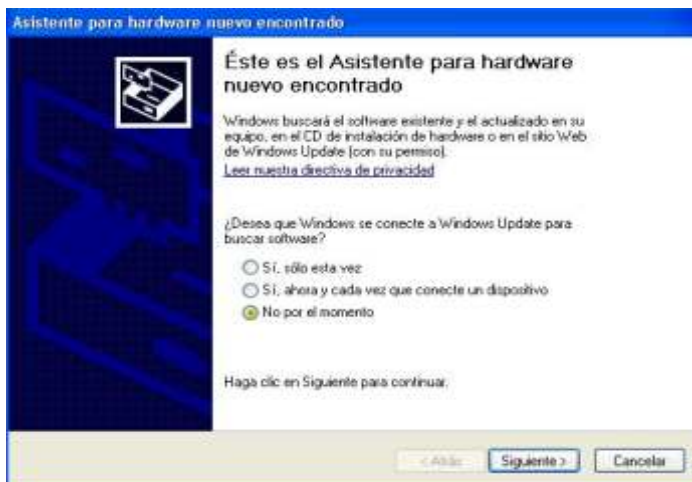 Asistente para hardware nuevo encontrado
Éste es el Asistente para hardware
nuevo encontrado
Windows buscará el software existente y el actualizado en su
equipo, en el CD de instalación de hardware o en el sitio Web
de Windows Update (con su permiso).
Leer nuestra directiva de privacidad
¿Desea que Windows se conecte a Windows Update para
buscar software?
Sí, sólo esta vez
Sí, ahora y cada vez que conecte un dispositivo
No por el momento
Haga clic en Siguiente para continuar.
< Atrás
Siguiente >
Cancelar